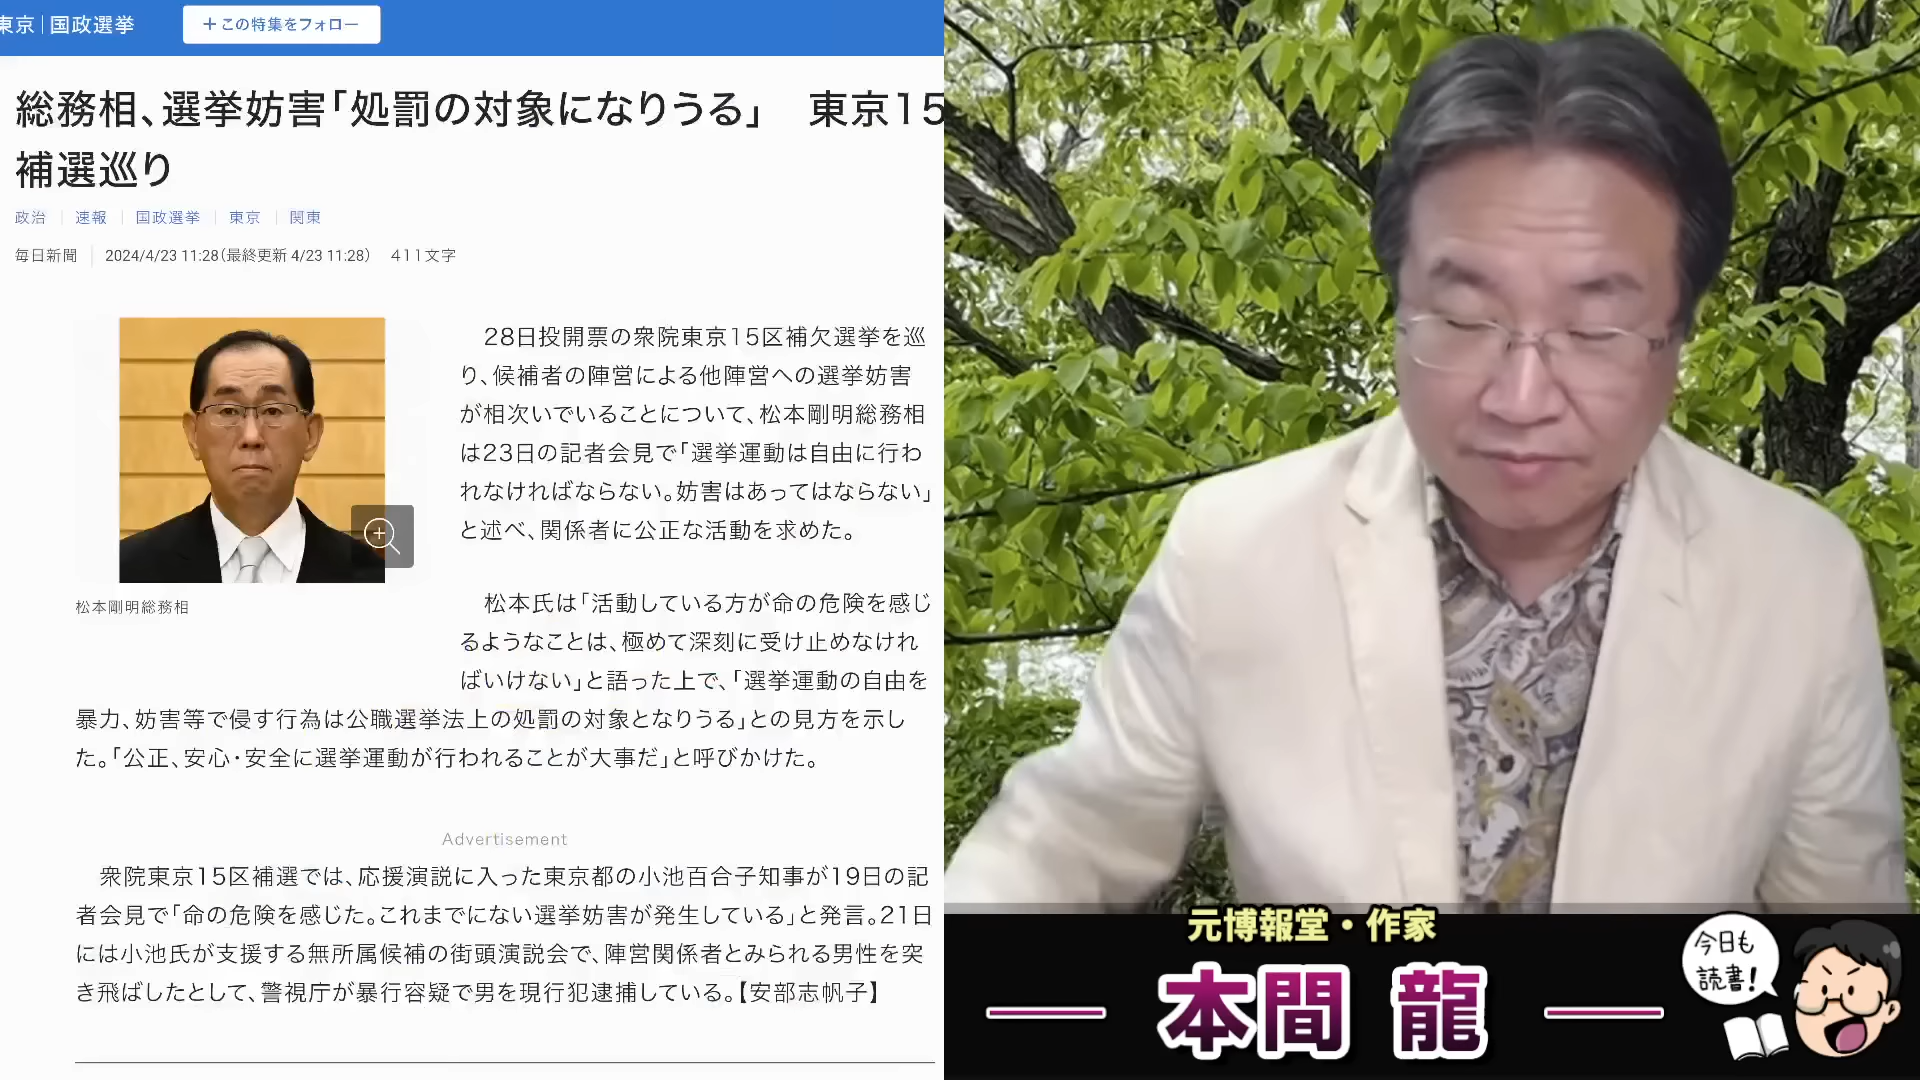 東京 | 国政選挙
＋この特集をフォロー
総務相、選挙妨害「処罰の対象になりうる」　東京15
補選巡り
政治 | 速報 | 国政選挙 | 東京 | 関東
毎日新聞 | 2024/4/23 11:28（最終更新 4/23 11:28）　411文字
28日投開票の衆院東京15区補欠選挙を巡
り、候補者の陣営による他陣営への選挙妨害
が相次いでいることについて、松本剛明総務相
は23日の記者会見で「選挙運動は自由に行わ
れなければならない。妨害はあってはならない」
と述べ、関係者に公正な活動を求めた。
松本剛明総務相
松本氏は「活動している方が命の危険を感じ
るようなことは、極めて深刻に受け止めなけれ
ばいけない」と語った上で、「選挙運動の自由を
暴力、妨害等で侵す行為は公職選挙法上の処罰の対象となりうる」との見方を示し
た。「公正、安心・安全に選挙運動が行われることが大事だ」と呼びかけた。
Advertisement
衆院東京15区補選では、応援演説に入った東京都の小池百合子知事が19日の記
者会見で「命の危険を感じた。これまでにない選挙妨害が発生している」と発言。21日
には小池氏が支援する無所属候補の街頭演説会で、陣営関係者とみられる男性を突
き飛ばしたとして、警視庁が暴行容疑で男を現行犯逮捕している。【安部志帆子】
元博報堂・作家
本間 龍
今日も
読書！